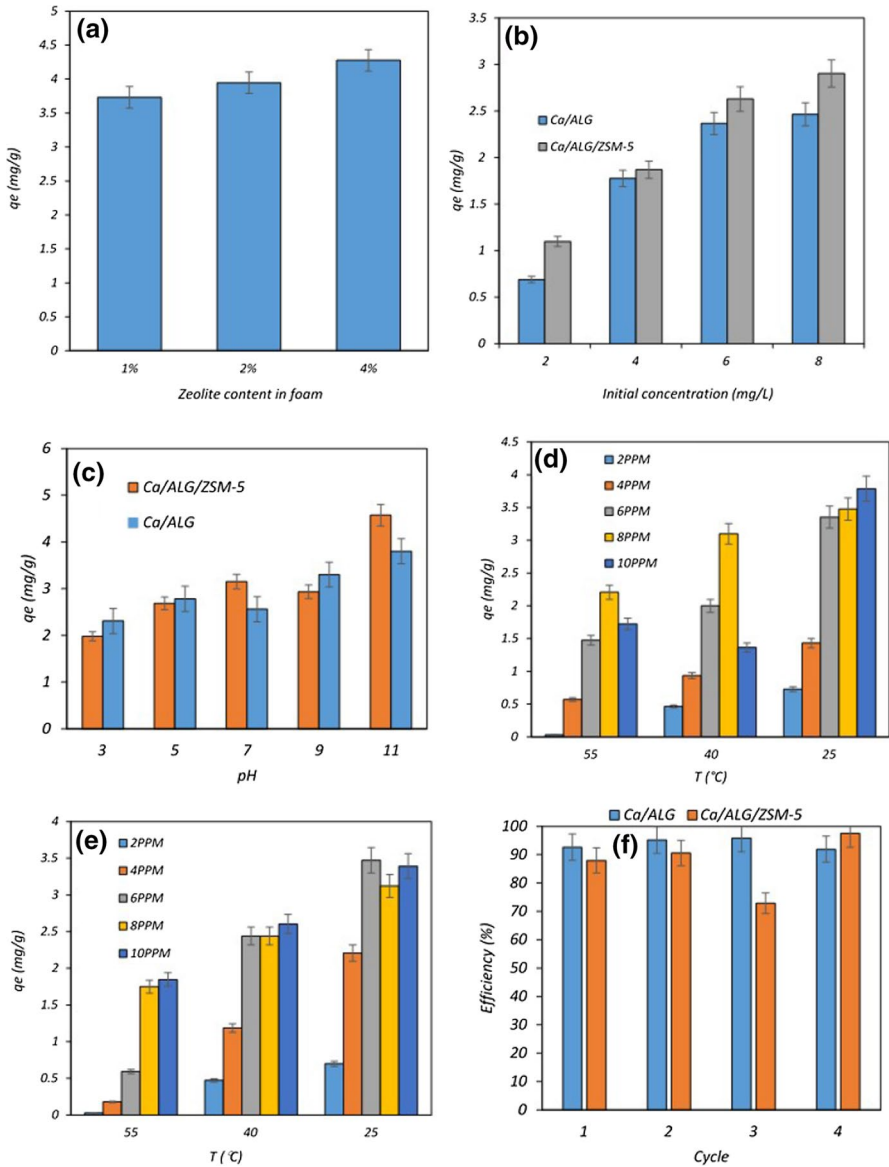 (a)
qe (mg/g)
5
4.5
4
3.5
3
2.5
2
1.5
1
0.5
0
1% 2% 4%
Zeolite content in foam
(b)
qe (mg/g)
3.5
3
2.5
2
1.5
1
0.5
0
Ca/ALG
Ca/ALG/ZSM-5
2 4 6 8
Initial concentration (mg/L)
(c)
qe (mg/g)
6
5
4
3
2
1
0
Ca/ALG/ZSM-5
Ca/ALG
3 5 7 9 11
pH
(d)
qe (mg/g)
4.5
4
3.5
3
2.5
2
1.5
1
0.5
0
2PPM
4PPM
6PPM
8PPM
10PPM
55 40 25
T (°C)
(e)
qe (mg/g)
4
3.5
3
2.5
2
1.5
1
0.5
0
2PPM
4PPM
6PPM
8PPM
10PPM
55 40 25
T (°C)
Ca/ALG Ca/ALG/ZSM-5
(f)
Efficiency (%)
100
90
80
70
60
50
40
30
20
10
0
1 2 3 4
Cycle